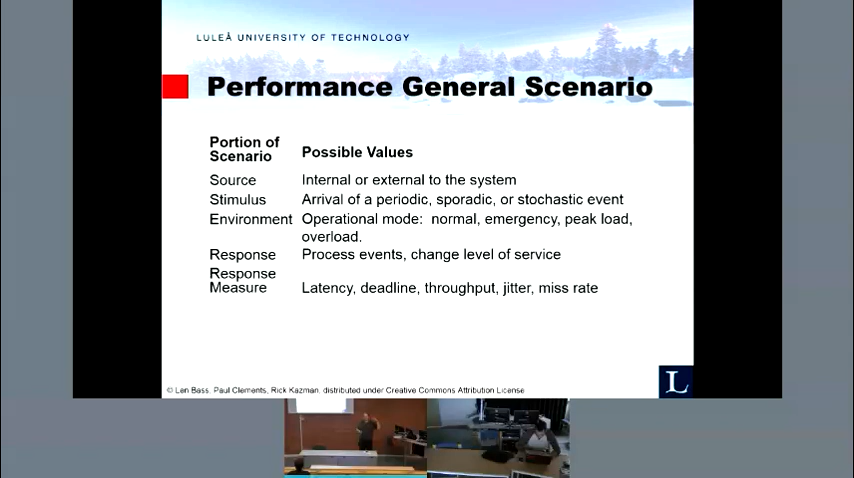 LULEÅ UNIVERSITY OF TECHNOLOGY
Performance General Scenario
Portion of
Scenario Possible Values
Source Internal or external to the system
Stimulus Arrival of a periodic, sporadic, or stochastic event
Environment Operational mode: normal, emergency, peak load,
overload.
Response Process events, change level of service
Response
Measure Latency, deadline, throughput, jitter, miss rate
© Len Bass, Paul Clements, Rick Kazman, distributed under Creative Commons Attribution License
L